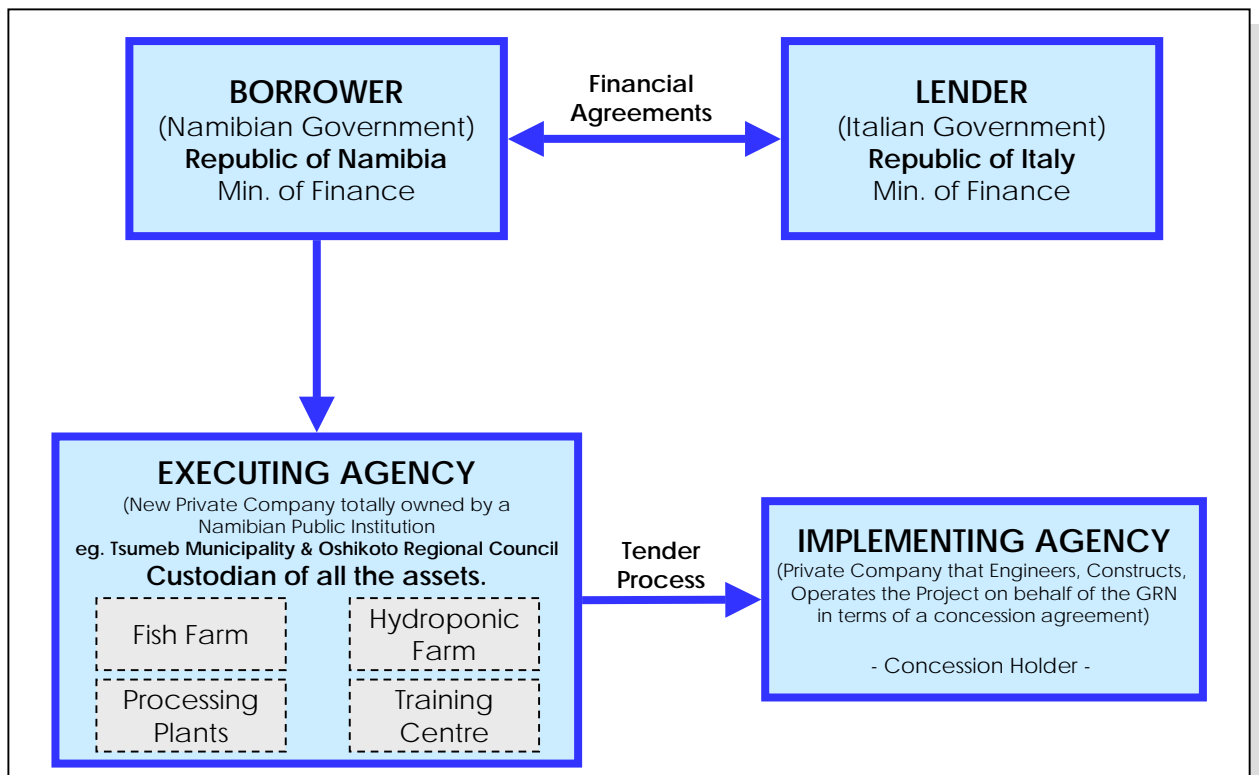 BORROWER
(Namibian Government)
Republic of Namibia
Min. of Finance
Financial
Agreements
LENDER
(Italian Government)
Republic of Italy
Min. of Finance
EXECUTING AGENCY
(New Private Company totally owned by a
Namibian Public Institution
eg. Tsumeb Municipality & Oshikoto Regional Council
Custodian of all the assets.
Fish Farm
Hydroponic
Farm
Processing
Plants
Training
Centre
Tender
Process
IMPLEMENTING AGENCY
(Private Company that Engineers, Constructs,
Operates the Project on behalf of the GRN
in terms of a concession agreement)
- Concession Holder -